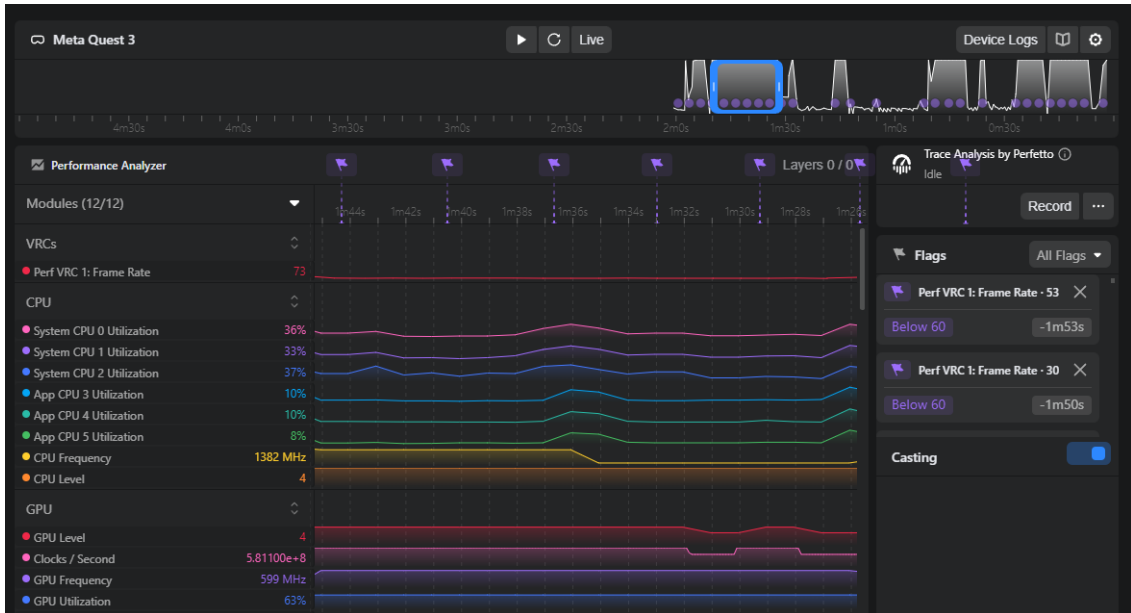 Meta Quest 3
Live
Device Logs
4m30s 4m0s 3m30s 3m0s 2m30s 2m0s 1m30s 1m0s 0m30s
Performance Analyzer
Layers 0 / 0
Modules (12/12)
1m44s 1m42s 1m40s 1m38s 1m36s 1m34s 1m32s 1m30s 1m28s 1m26s
VRCs
Perf VRC 1: Frame Rate 73
CPU
System CPU 0 Utilization 36%
System CPU 1 Utilization 33%
System CPU 2 Utilization 37%
App CPU 3 Utilization 10%
App CPU 4 Utilization 10%
App CPU 5 Utilization 8%
CPU Frequency 1382 MHz
CPU Level 4
GPU
GPU Level 4
Clocks / Second 5.81100e+8
GPU Frequency 599 MHz
GPU Utilization 63%
Trace Analysis by Perfetto
Idle
Record
Flags
All Flags
Perf VRC 1: Frame Rate · 53
Below 60
-1m53s
Perf VRC 1: Frame Rate · 30
Below 60
-1m50s
Casting